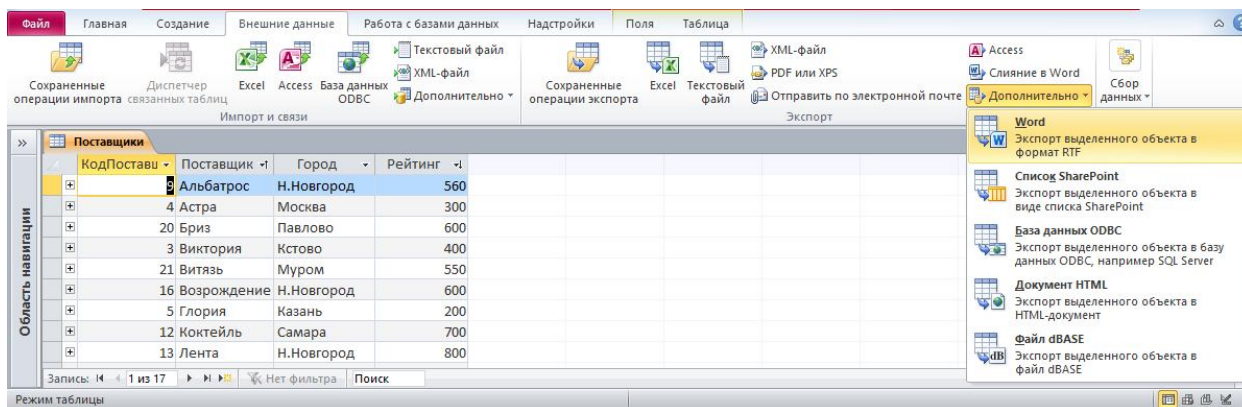 Файл Главная Создание Внешние данные Работа с базами данных Надстройки Поля Таблица
Сохраненные операции импорта
Диспетчер связанных таблиц
Excel
Access
База данных ODBC
Текстовый файл
XML-файл
Дополнительно
Импорт и связи
Сохраненные операции экспорта
Excel
Текстовый файл
XML-файл
PDF или XPS
Отправить по электронной почте
Access
Слияние в Word
Дополнительно
Экспорт
Сбор данных
Word
Экспорт выделенного объекта в
формат RTF
Список SharePoint
Экспорт выделенного объекта в
виде списка SharePoint
База данных ODBC
Экспорт выделенного объекта в базу
данных ODBC, например SQL Server
Документ HTML
Экспорт выделенного объекта в
HTML-документ
Файл dBASE
Экспорт выделенного объекта в
файл dBASE
Область навигации
Поставщики
КодПоставш Поставщик Город Рейтинг
9 Альбатрос Н.Новгород 560
4 Астра Москва 300
20 Бриз Павлово 600
3 Виктория Кстово 400
21 Витязь Муром 550
16 Возрождение Н.Новгород 600
5 Глория Казань 200
12 Коктейль Самара 700
13 Лента Н.Новгород 800
Запись: 1 из 17 Нет фильтра Поиск
Режим таблицы